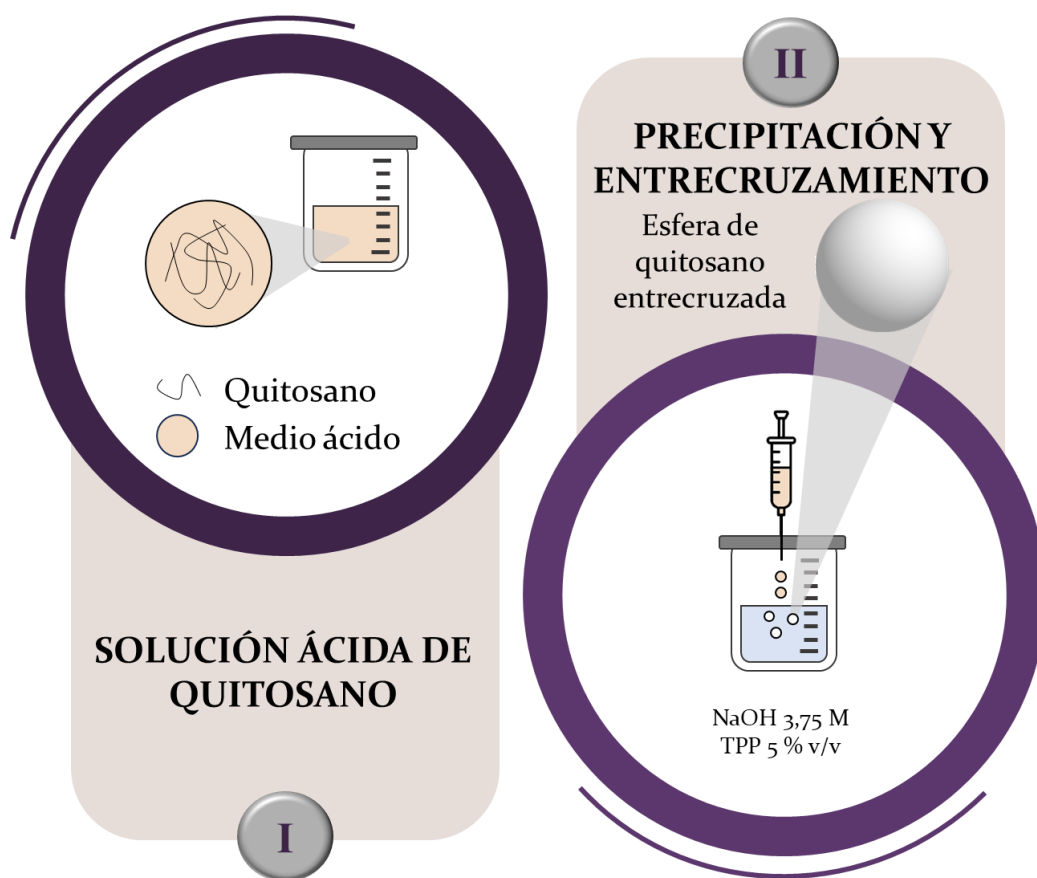 Quitosano
Medio ácido
SOLUCIÓN ÁCIDA DE
QUITOSANO
I
II
PRECIPITACIÓN Y
ENTRECRUZAMIENTO
Esfera de
quitosano
entrecruzada
NaOH 3,75 M
TPP 5 % v/v